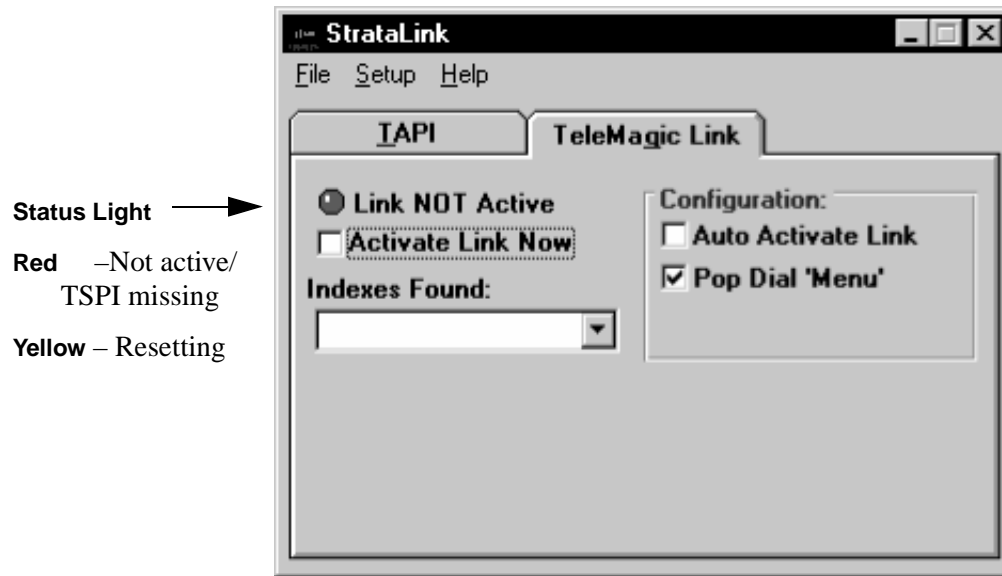 StrataLink
File Setup Help
TAPI
TeleMagic Link
Link NOT Active
Activate Link Now
Indexes Found:
Configuration:
Auto Activate Link
Pop Dial 'Menu'
Status Light
Red –Not active/
TSPI missing
Yellow – Resetting